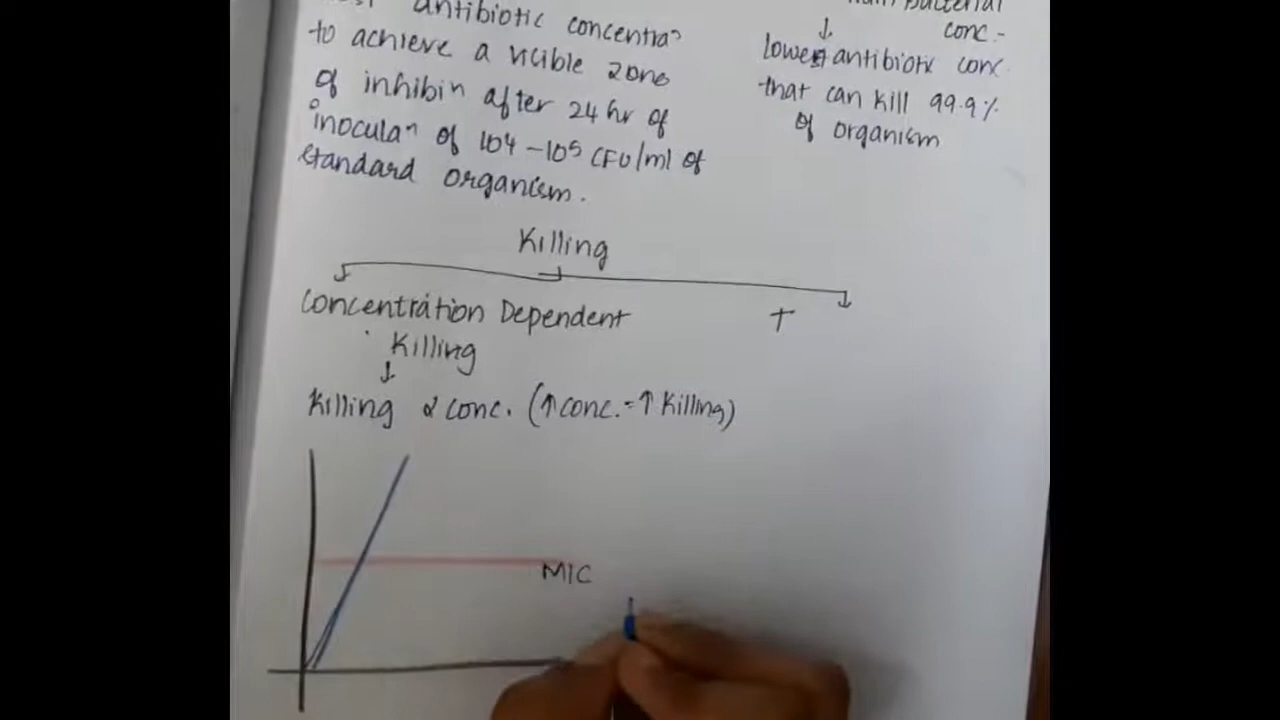 antibiotic concentraⁿ
to achieve a visible zone
of inhibiⁿ after 24 hr of
inoculaⁿ of 10⁴ - 10⁵ CFU/ml of
standard organism.
conc.-
↓
lowest antibiotic conc.
that can kill 99.9%
of organism
Killing
Concentration Dependent
Killing
T
↓
Killing α conc. (↑ conc. = ↑ Killing)
MIC